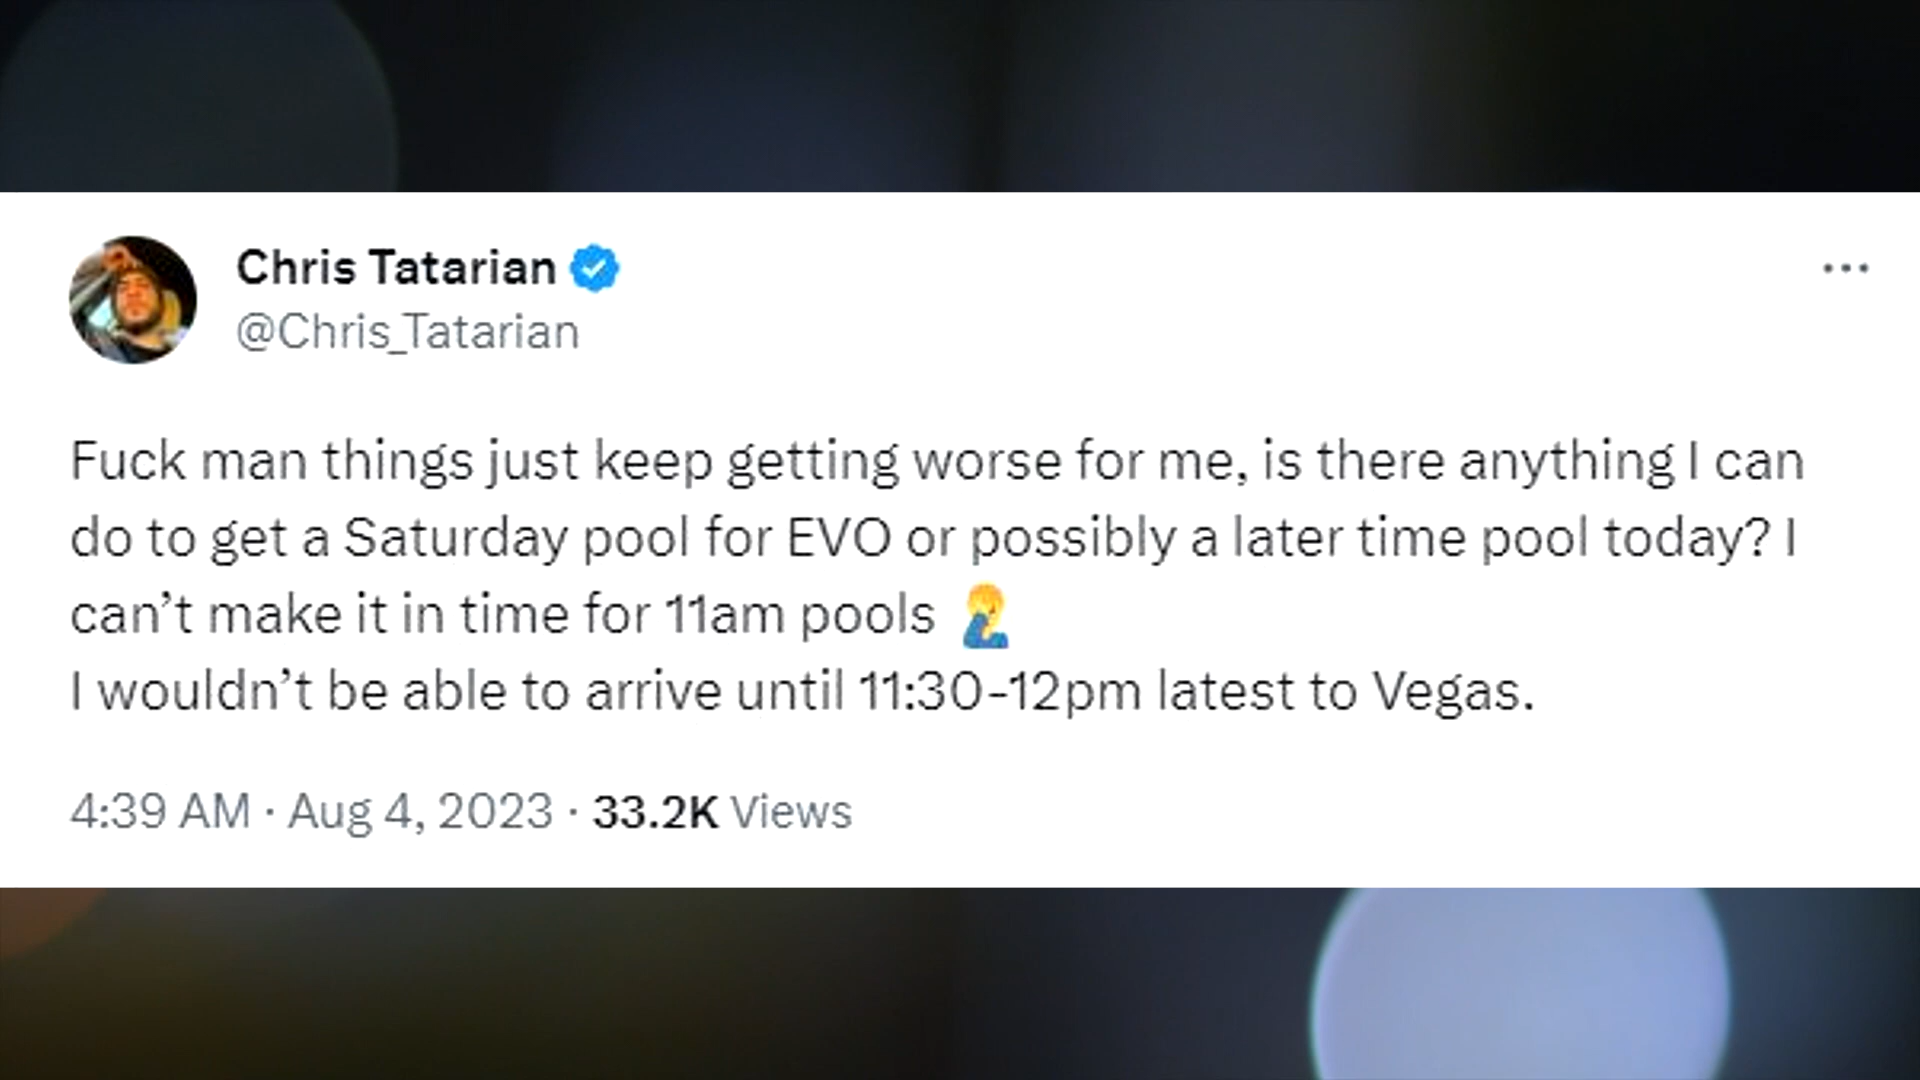 Chris Tatarian
@Chris_Tatarian
Fuck man things just keep getting worse for me, is there anything I can
do to get a Saturday pool for EVO or possibly a later time pool today? I
can’t make it in time for 11am pools 🤦‍♂️
I wouldn’t be able to arrive until 11:30-12pm latest to Vegas.
4:39 AM · Aug 4, 2023 · 33.2K Views